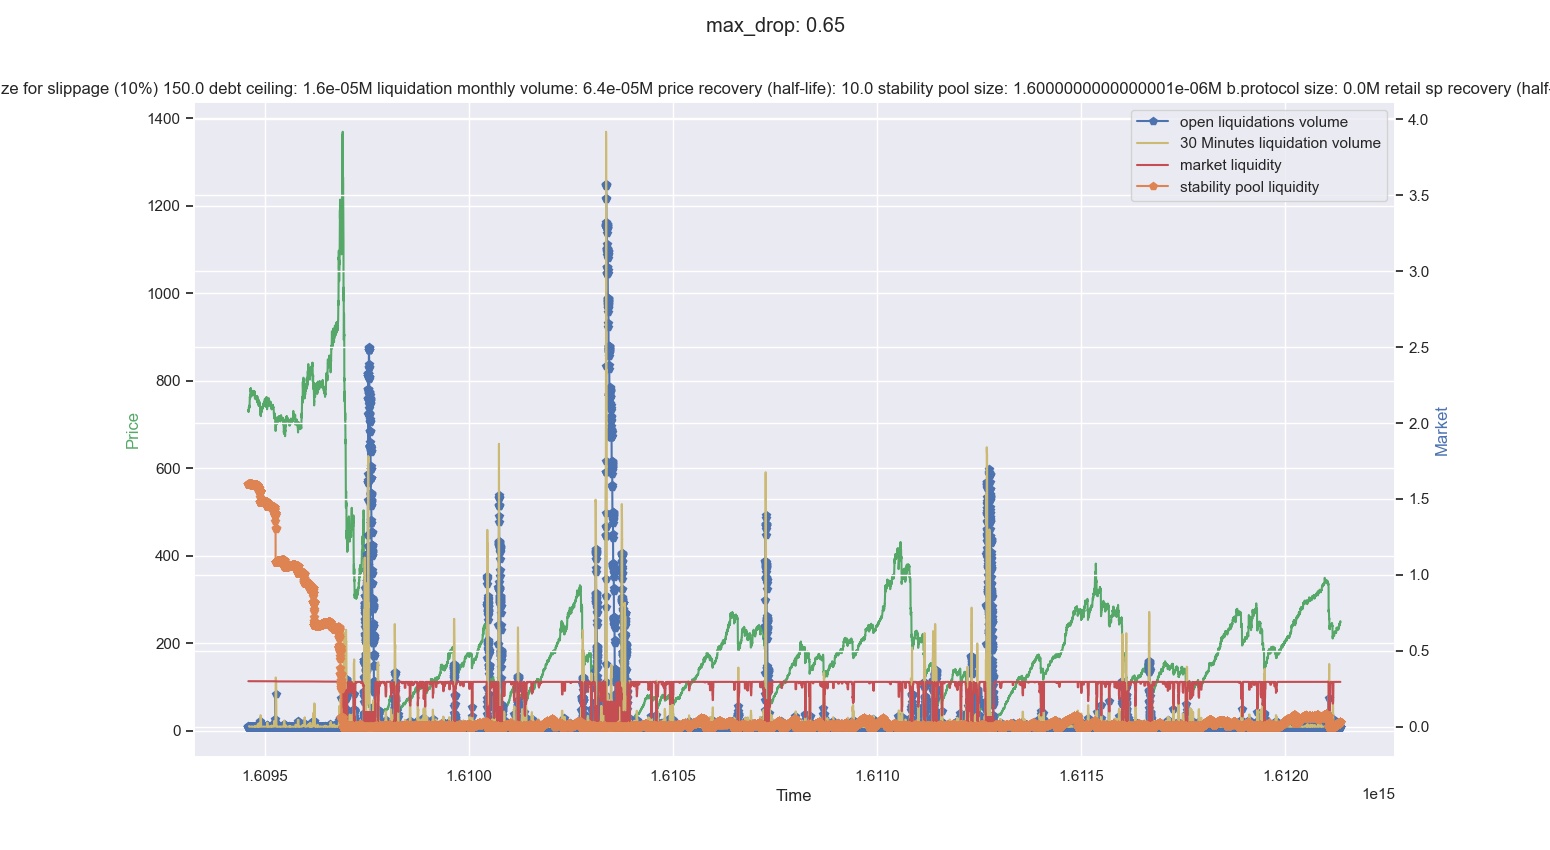 max_drop: 0.65
ze for slippage (10%) 150.0 debt ceiling: 1.6e-05M liquidation monthly volume: 6.4e-05M price recovery (half-life): 10.0 stability pool size: 1.6000000000000001e-06M b.protocol size: 0.0M retail sp recovery (half-
1400
1200
1000
800
600
400
200
0
Price
4.0
3.5
3.0
2.5
2.0
1.5
1.0
0.5
0.0
Market
open liquidations volume
30 Minutes liquidation volume
market liquidity
stability pool liquidity
1.6095
1.6100
1.6105
1.6110
1.6115
1.6120
1e15
Time